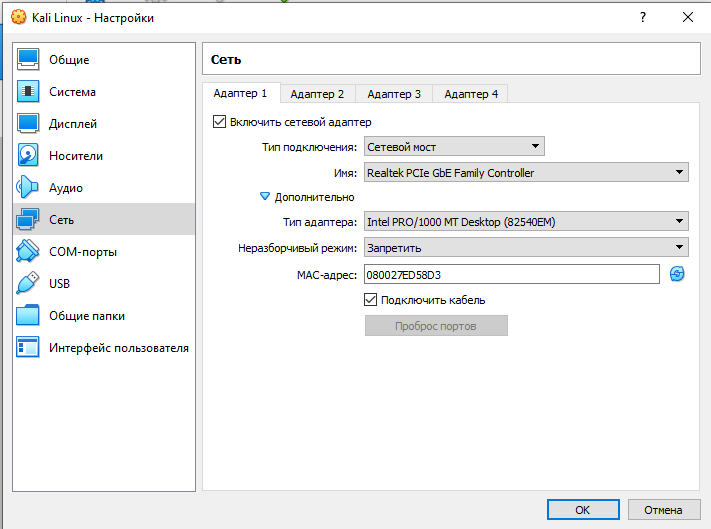 Kali Linux - Настройки
?
Общие
Система
Дисплей
Носители
Аудио
Сеть
COM-порты
USB
Общие папки
Интерфейс пользователя
Сеть
Адаптер 1 Адаптер 2 Адаптер 3 Адаптер 4
Включить сетевой адаптер
Тип подключения: Сетевой мост
Имя: Realtek PCIe GbE Family Controller
Дополнительно
Тип адаптера: Intel PRO/1000 MT Desktop (82540EM)
Неразборчивый режим: Запретить
MAC-адрес: 080027ED58D3
Подключить кабель
Проброс портов
OK Отмена